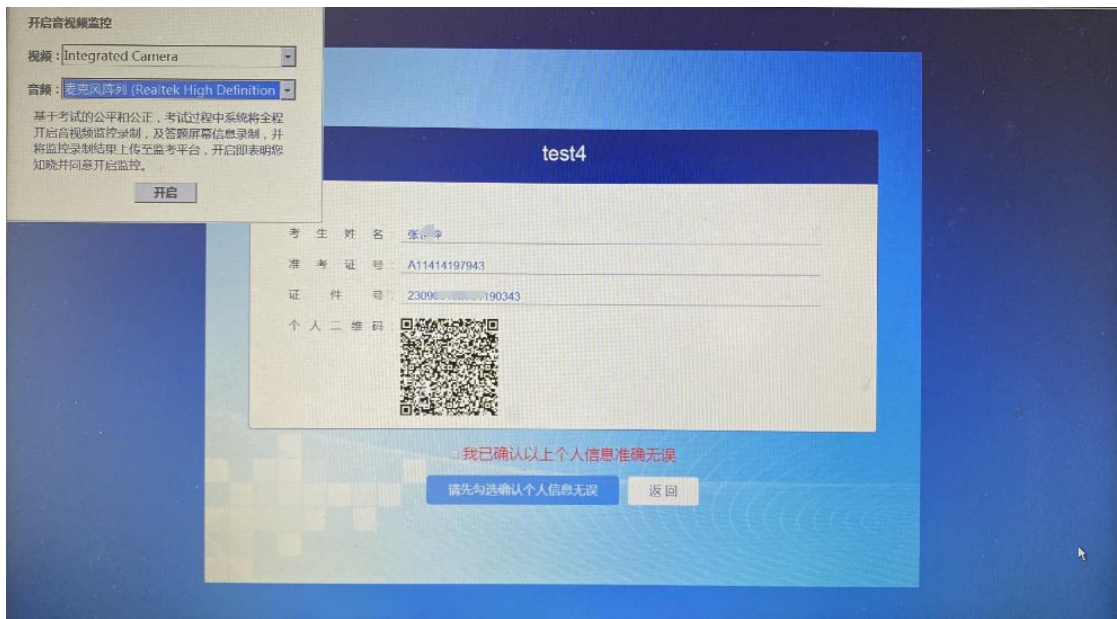 开启音视频监控
视频：Integrated Camera
音频：麦克风阵列 (Realtek High Definition
基于考试的公平和公正，考试过程中系统将全程
开启音视频监控录制，及答题屏幕信息录制，并
将监控录制结果上传至监考平台，开启即表明您
知晓并同意开启监控。
开启
test4
考生姓名：张
准考证号：A11414197943
证件号：2309 190343
个人二维码：
我已确认以上个人信息准确无误
请先勾选确认个人信息无误
返回